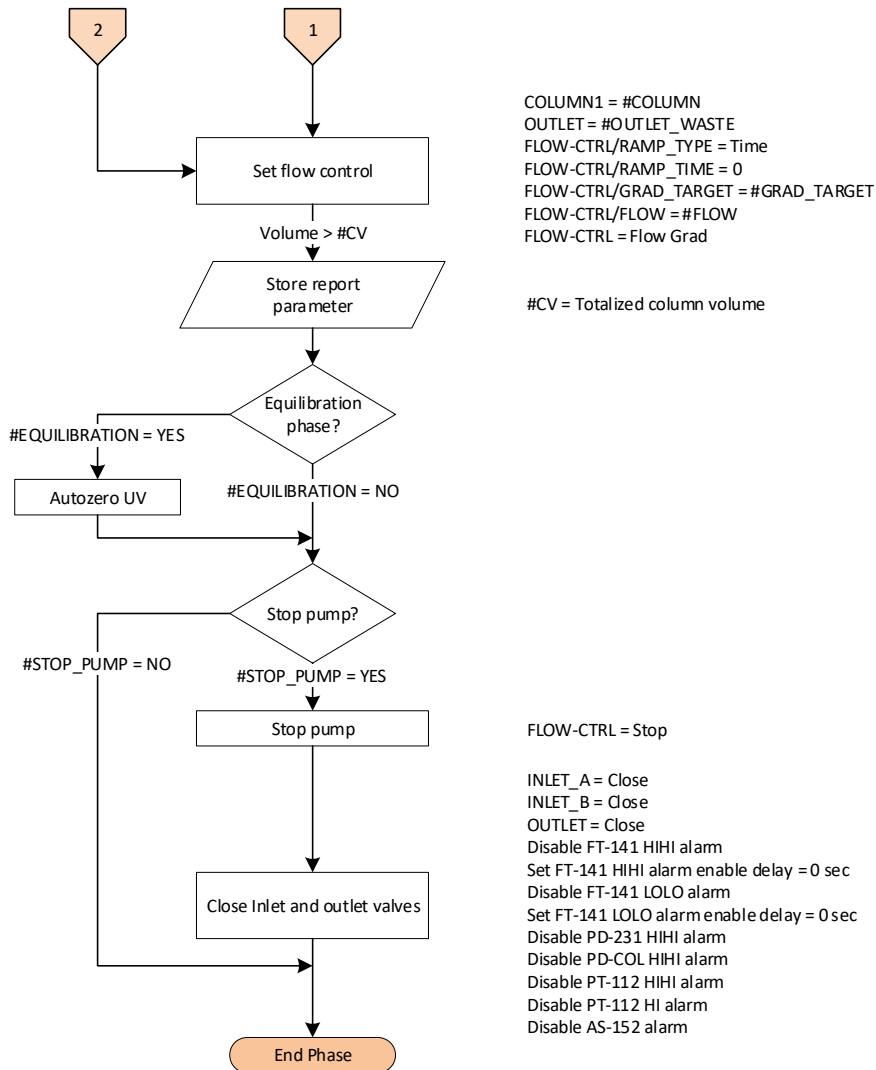 2
1
Set flow control
COLUMN1 = #COLUMN
OUTLET = #OUTLET_WASTE
FLOW-CTRL/RAMP_TYPE = Time
FLOW-CTRL/RAMP_TIME = 0
FLOW-CTRL/GRAD_TARGET = #GRAD_TARGET
FLOW-CTRL/FLOW = #FLOW
FLOW-CTRL = Flow Grad
Volume > #CV
Store report
parameter
#CV = Totalized column volume
Equilibration
phase?
#EQUILIBRATION = YES
Autozero UV
#EQUILIBRATION = NO
Stop pump?
#STOP_PUMP = NO
#STOP_PUMP = YES
Stop pump
FLOW-CTRL = Stop
Close Inlet and outlet valves
INLET_A = Close
INLET_B = Close
OUTLET = Close
Disable FT-141 HIHI alarm
Set FT-141 HIHI alarm enable delay = 0 sec
Disable FT-141 LOLO alarm
Set FT-141 LOLO alarm enable delay = 0 sec
Disable PD-231 HIHI alarm
Disable PD-COL HIHI alarm
Disable PT-112 HIHI alarm
Disable PT-112 HI alarm
Disable AS-152 alarm
End Phase